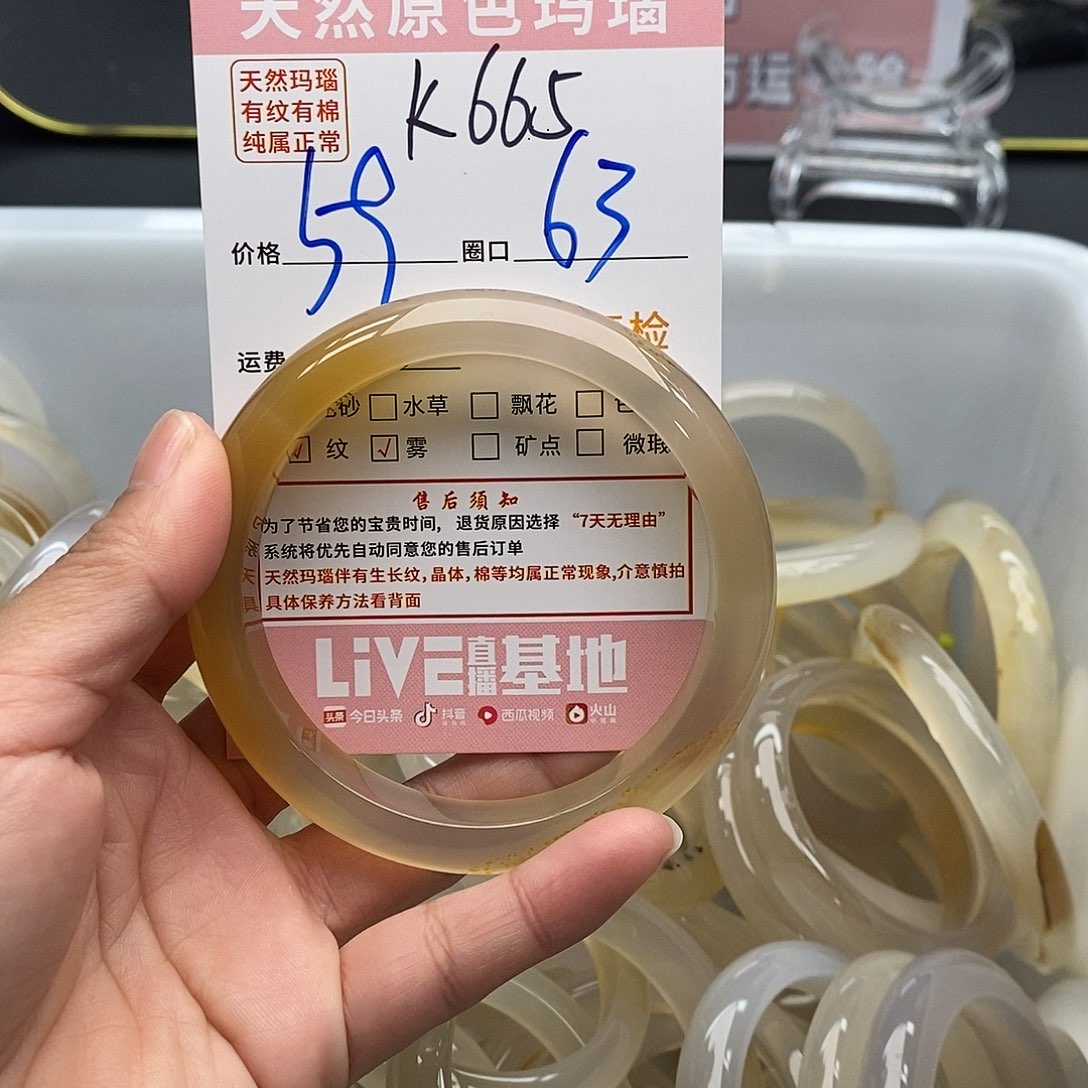 天然原色玛瑙
天然玛瑙
有纹有棉
纯属正常
K665
价格 59 圈口 63
检
运费
砂 水草 飘花
√ 纹 √ 雾 矿点 微瑕
售后须知
为了节省您的宝贵时间，退货原因选择“7天无理由”
系统将优先自动同意您的售后订单
天然玛瑙伴有生长纹,晶体,棉等均属正常现象,介意慎拍
具体保养方法看背面
LiVE直播基地
头条 今日头条 抖音 西瓜视频 火山